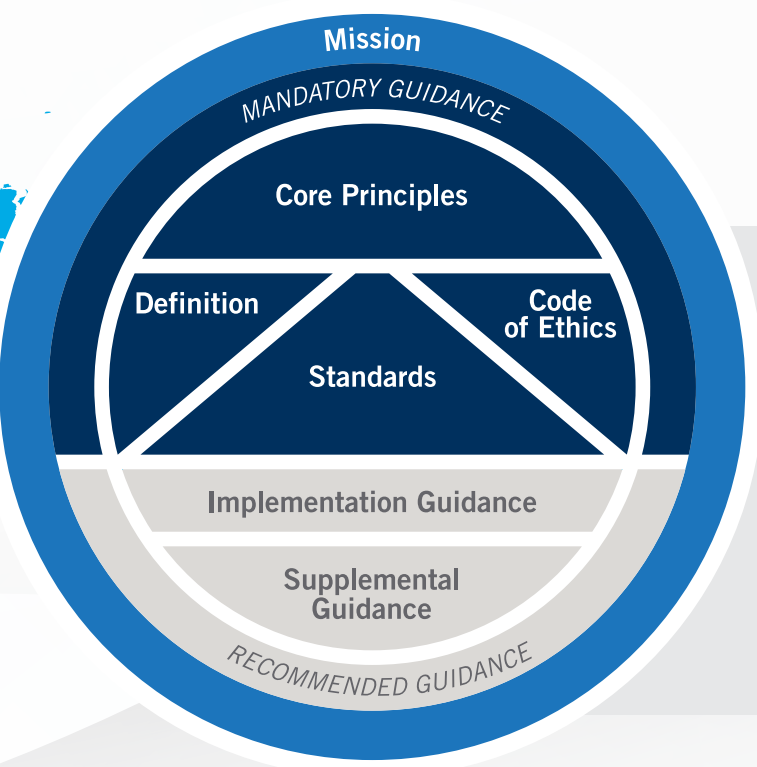 Mission
MANDATORY GUIDANCE
Core Principles
Definition
Code
of Ethics
Standards
Implementation Guidance
Supplemental
Guidance
RECOMMENDED GUIDANCE